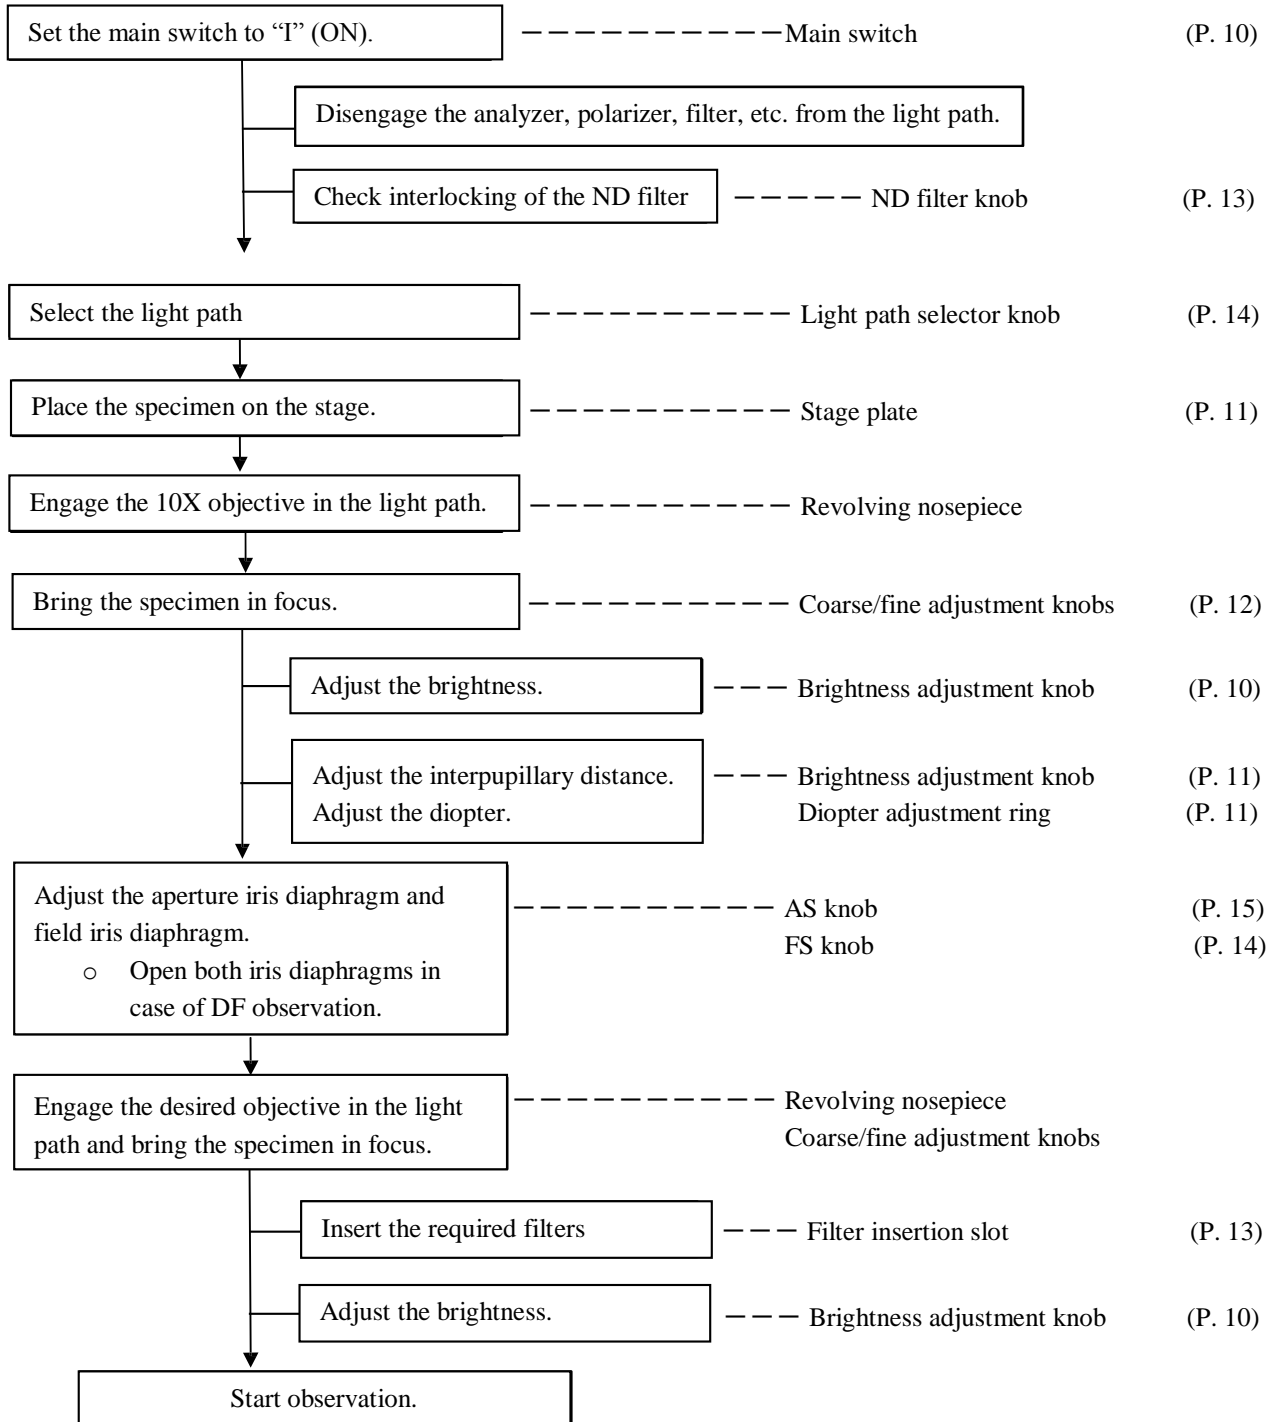 Set the main switch to “I” (ON). Main switch (P. 10)
Disengage the analyzer, polarizer, filter, etc. from the light path.
Check interlocking of the ND filter ND filter knob (P. 13)
Select the light path Light path selector knob (P. 14)
Place the specimen on the stage. Stage plate (P. 11)
Engage the 10X objective in the light path. Revolving nosepiece
Bring the specimen in focus. Coarse/fine adjustment knobs (P. 12)
Adjust the brightness. Brightness adjustment knob (P. 10)
Adjust the interpupillary distance. Brightness adjustment knob (P. 11)
Adjust the diopter. Diopter adjustment ring (P. 11)
Adjust the aperture iris diaphragm and AS knob (P. 15)
field iris diaphragm. FS knob (P. 14)
o Open both iris diaphragms in
case of DF observation.
Engage the desired objective in the light Revolving nosepiece
path and bring the specimen in focus. Coarse/fine adjustment knobs
Insert the required filters Filter insertion slot (P. 13)
Adjust the brightness. Brightness adjustment knob (P. 10)
Start observation.